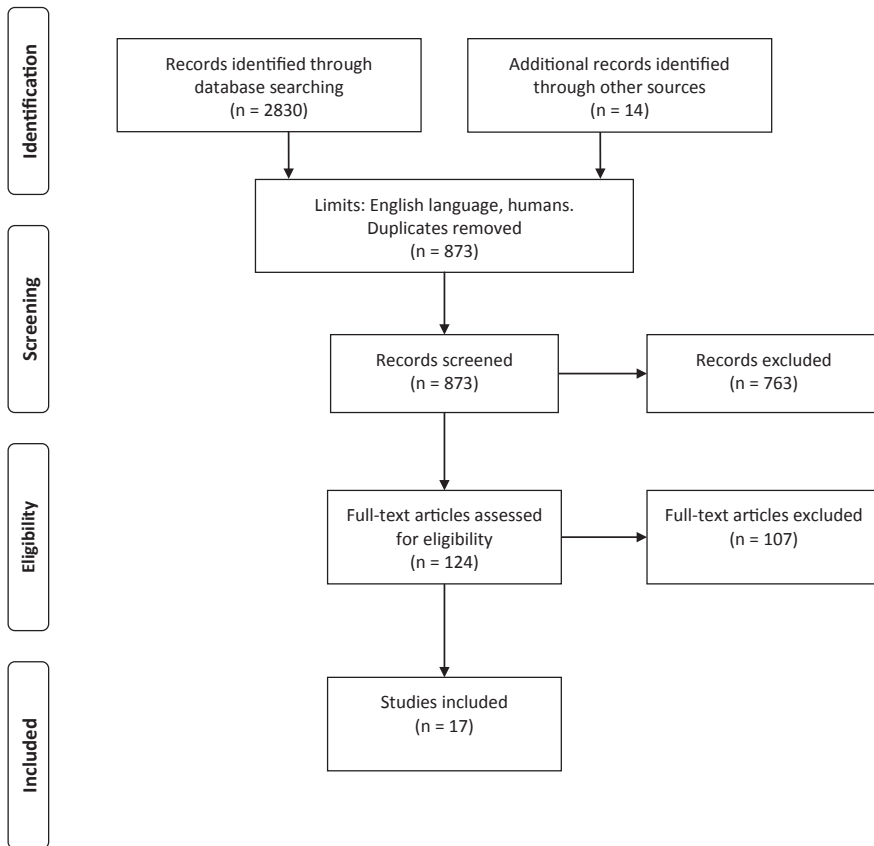 Identification
Records identified through
database searching
(n = 2830)
Additional records identified
through other sources
(n = 14)
Limits: English language, humans.
Duplicates removed
(n = 873)
Screening
Records screened
(n = 873)
Records excluded
(n = 763)
Eligibility
Full-text articles assessed
for eligibility
(n = 124)
Full-text articles excluded
(n = 107)
Included
Studies included
(n = 17)